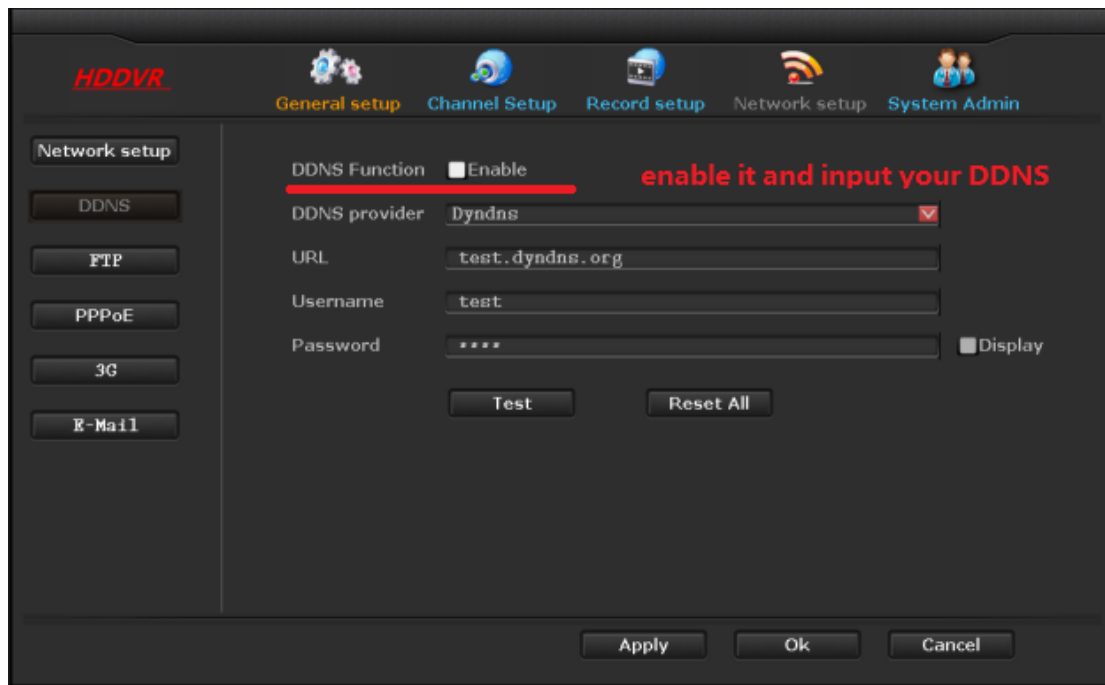 HDDVR
General setup
Channel Setup
Record setup
Network setup
System Admin
Network setup
DDNS
FTP
PPPoE
3G
E-Mail
DDNS Function Enable
enable it and input your DDNS
DDNS provider Dyndns
URL test.dyndns.org
Username test
Password ****
Display
Test
Reset All
Apply
Ok
Cancel